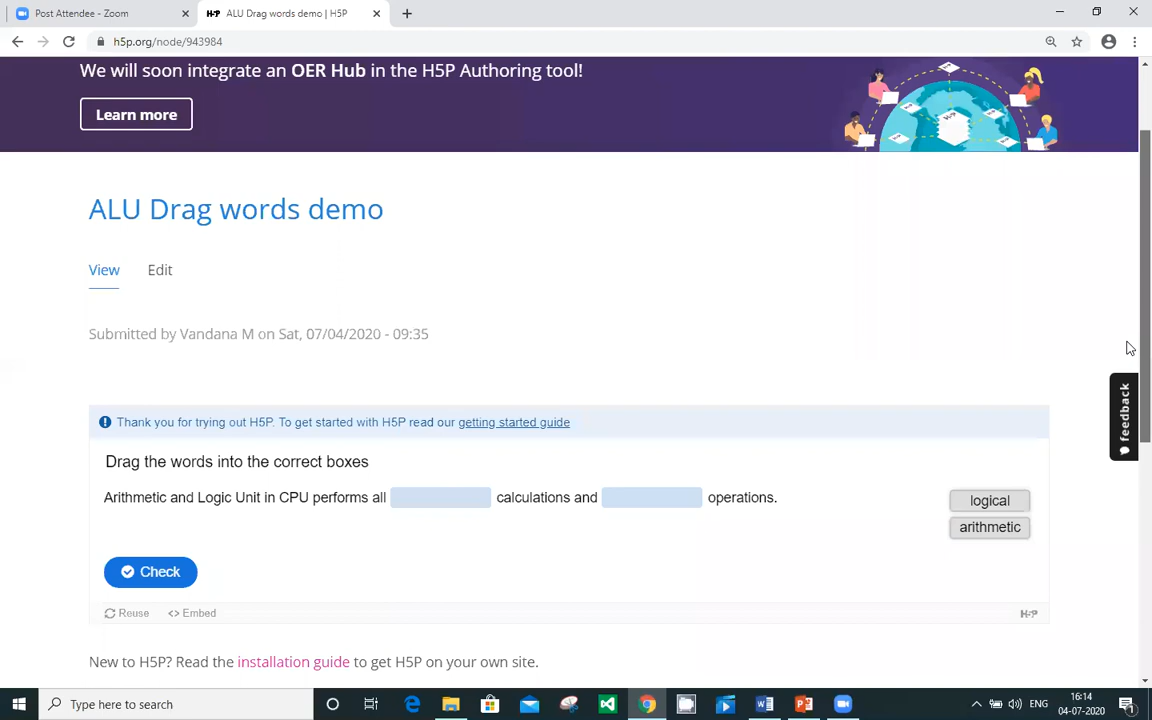 Post Attendee - Zoom
ALU Drag words demo | H5P
h5p.org/node/943984
We will soon integrate an OER Hub in the H5P Authoring tool!
Learn more
ALU Drag words demo
View Edit
Submitted by Vandana M on Sat, 07/04/2020 - 09:35
feedback
Thank you for trying out H5P. To get started with H5P read our getting started guide
Drag the words into the correct boxes
Arithmetic and Logic Unit in CPU performs all calculations and operations.
logical
arithmetic
Check
Reuse <> Embed H5P
New to H5P? Read the installation guide to get H5P on your own site.
Type here to search
ENG
16:14
04-07-2020